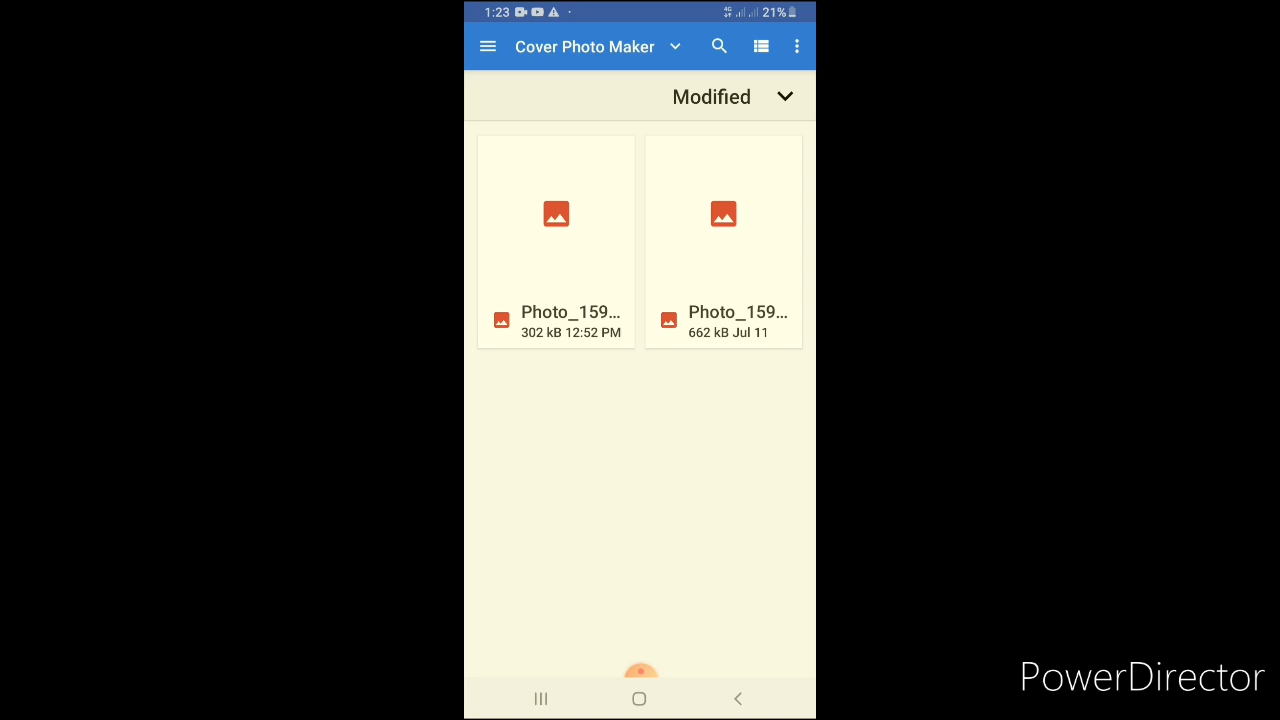 1:23 4G 21%
Cover Photo Maker
Modified
Photo_159... Photo_159...
302 kB 12:52 PM 662 kB Jul 11
PowerDirector